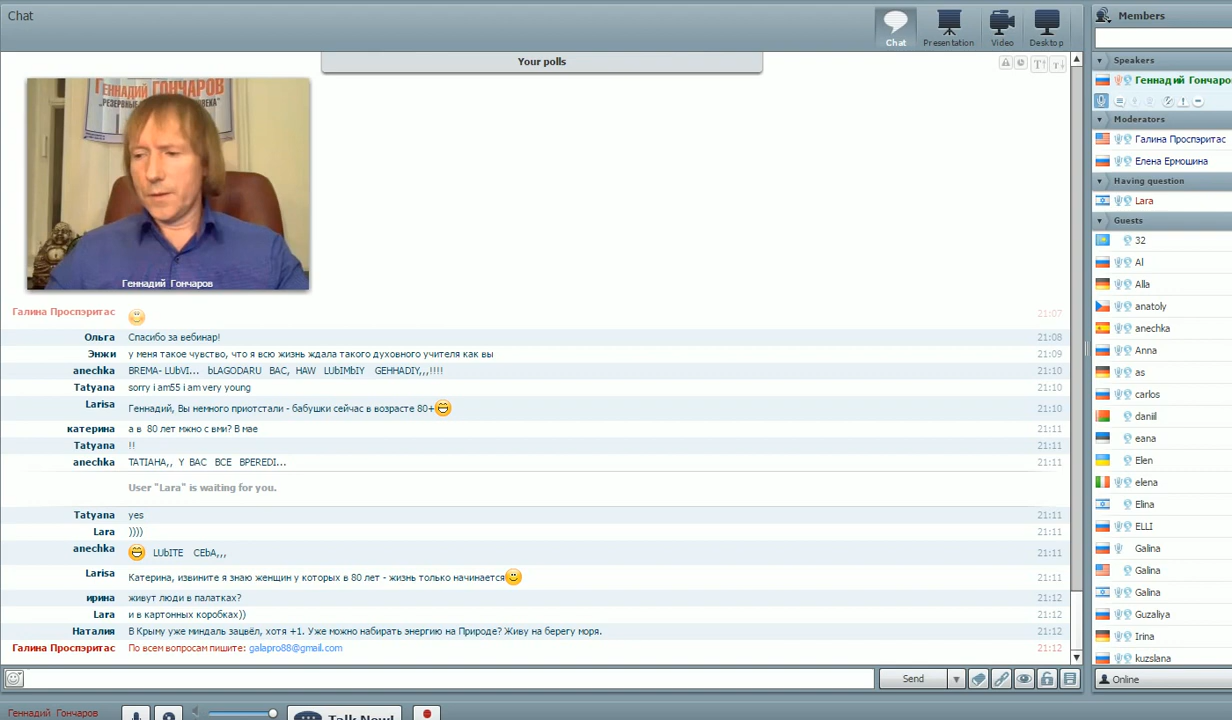 Chat
Chat
Presentation
Video
Desktop
Your polls
ГЕННАДИЙ ГОНЧАРОВ
Геннадий Гончаров
Галина Проспэритас 21:07
Ольга Спасибо за вебинар! 21:08
Энжи у меня такое чувство, что я всю жизнь ждала такого духовного учителя как вы 21:09
anechka BREMA- LUbVI... bLAGODARU BAC, HAW LUbIMbIY GEHHADIY,,,!!!! 21:10
Tatyana sorry i am55 i am very young 21:10
Larisa Геннадий, Вы немного приотстали - бабушки сейчас в возрасте 80+ 21:10
катерина а в 80 лет мжно с вми? В мае 21:11
Tatyana !! 21:11
anechka TATIAHA,, Y BAC BCE BPEREDI... 21:11
User "Lara" is waiting for you.
Tatyana yes 21:11
Lara )))) 21:11
anechka LUbITE CEbA,,, 21:11
Larisa Катерина, извините я знаю женщин у которых в 80 лет - жизнь только начинается 21:11
ирина живут люди в палатках? 21:12
Lara и в картонных коробках)) 21:12
Наталия В Крыму уже миндаль зацвёл, хотя +1. Уже можно набирать энергию на Природе? Живу на берегу моря. 21:12
Галина Проспэритас По всем вопросам пишите: galapro88@gmail.com 21:12
Send
Геннадий Гончаров
Talk Now!
Members
Speakers
Геннадий Гончаро
Moderators
Галина Проспэритас
Елена Ермошина
Having question
Lara
Guests
32
Al
Alla
anatoly
anechka
Anna
as
carlos
daniil
eana
Elen
elena
Elina
ELLI
Galina
Galina
Galina
Guzaliya
Irina
kuzslana
Online